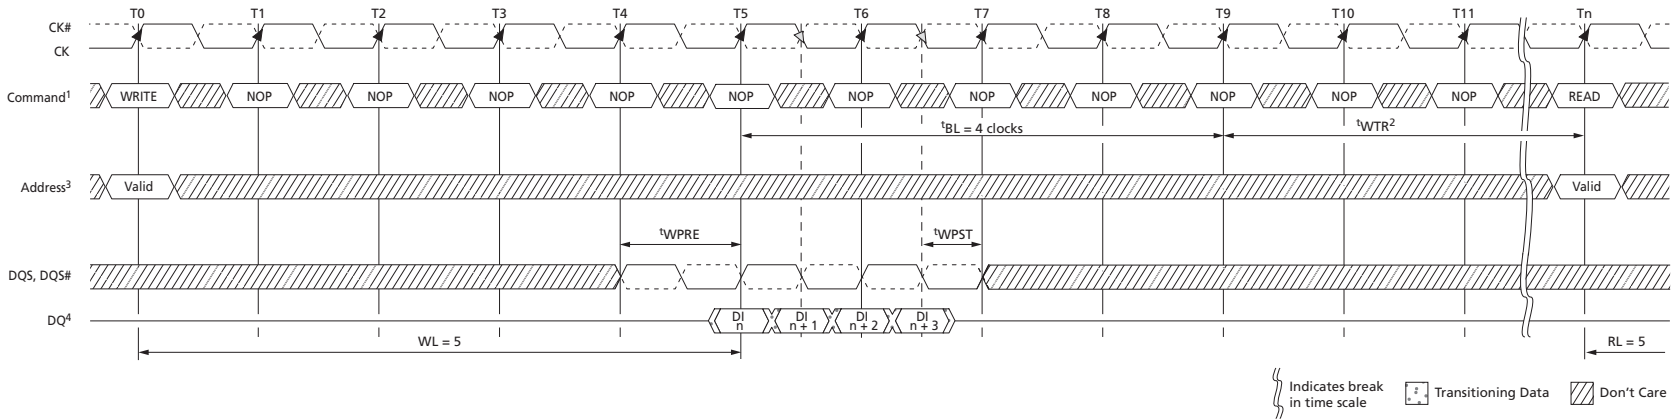 T0 T1 T2 T3 T4 T5 T6 T7 T8 T9 T10 T11 Tn
CK#
CK
Command¹ WRITE NOP NOP NOP NOP NOP NOP NOP NOP NOP NOP NOP READ
ᵗBL = 4 clocks ᵗWTR²
Address³ Valid Valid
ᵗWPRE ᵗWPST
DQS, DQS#
DQ⁴ DI n DI n + 1 DI n + 2 DI n + 3
WL = 5 RL = 5
Indicates break
in time scale
Transitioning Data
Don't Care